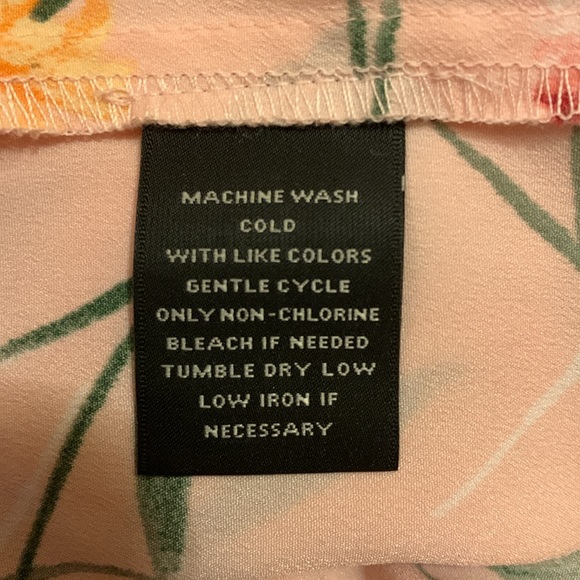 MACHINE WASH
COLD
WITH LIKE COLORS
GENTLE CYCLE
ONLY NON-CHLORINE
BLEACH IF NEEDED
TUMBLE DRY LOW
LOW IRON IF
NECESSARY